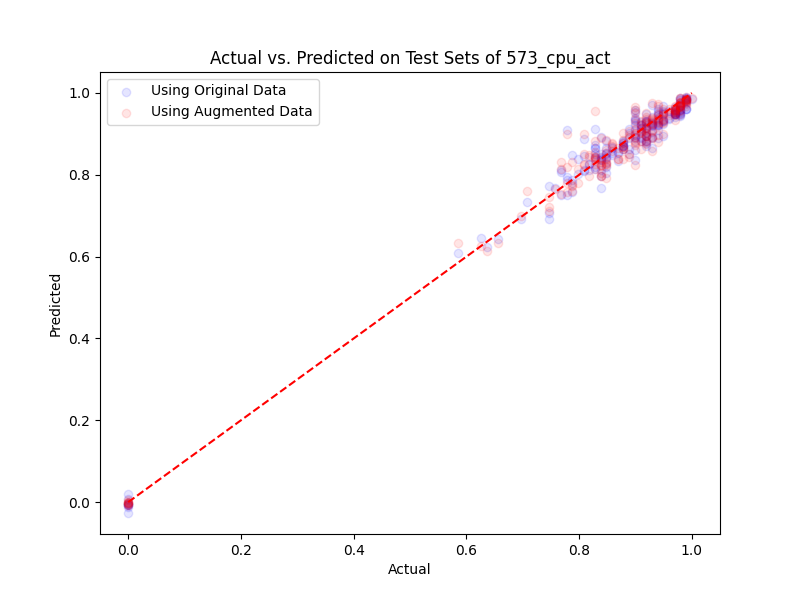 Actual vs. Predicted on Test Sets of 573_cpu_act
Using Original Data
Using Augmented Data
1.0
0.8
0.6
0.4
0.2
0.0
Predicted
0.0 0.2 0.4 0.6 0.8 1.0
Actual